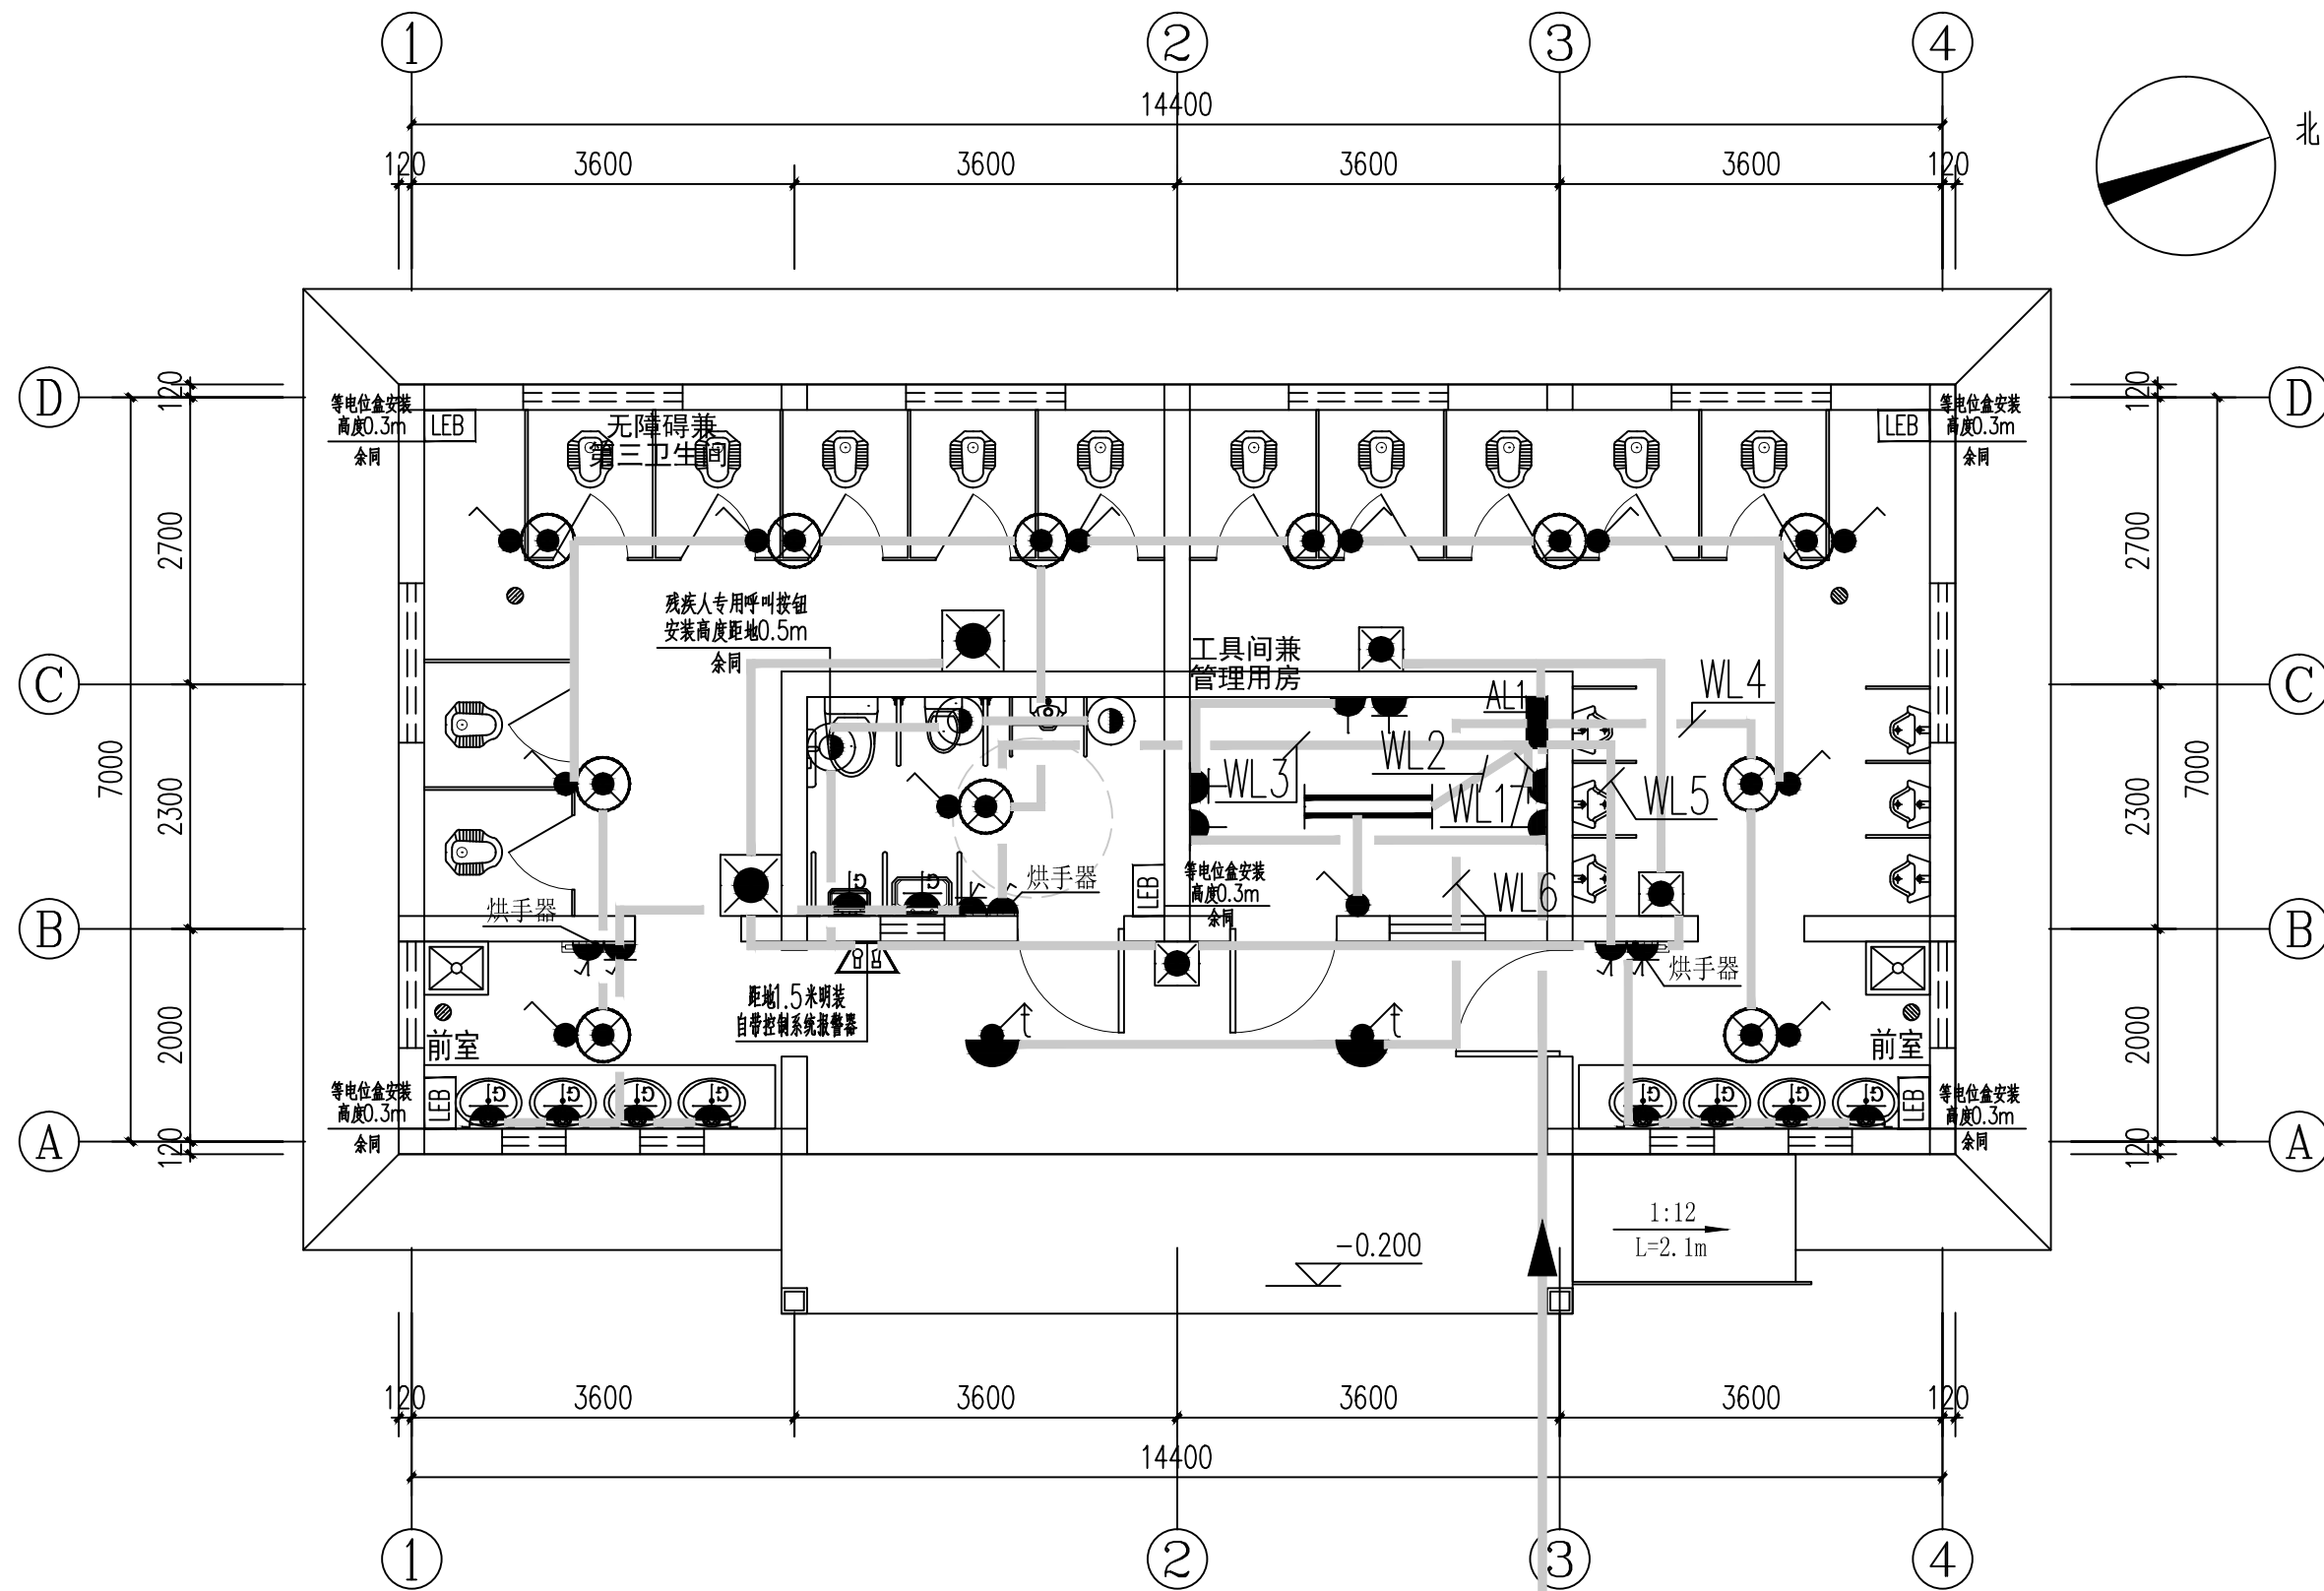 1
2
3
4
14400
120
3600
3600
3600
3600
120
北
D
120
等电位盒安装
高度0.3m
余同
LEB
无障碍兼
第三卫生间
LEB
等电位盒安装
高度0.3m
余同
120
D
2700
2700
残疾人专用呼叫按钮
安装高度距地0.5m
余同
工具间兼
管理用房
C
AL1
WL4
C
7000
2300
WL3
WL2
WL1
WL5
2300
7000
烘手器
LEB
等电位盒安装
高度0.3m
余同
WL6
B
烘手器
烘手器
B
2000
距地1.5米明装
自带控制系统报警器
t
t
2000
前室
前室
等电位盒安装
高度0.3m
余同
LEB
G
G
G
G
G
G
G
G
G
G
LEB
等电位盒安装
高度0.3m
余同
A
120
120
A
1:12
L=2.1m
-0.200
120
3600
3600
3600
3600
120
14400
1
2
3
4